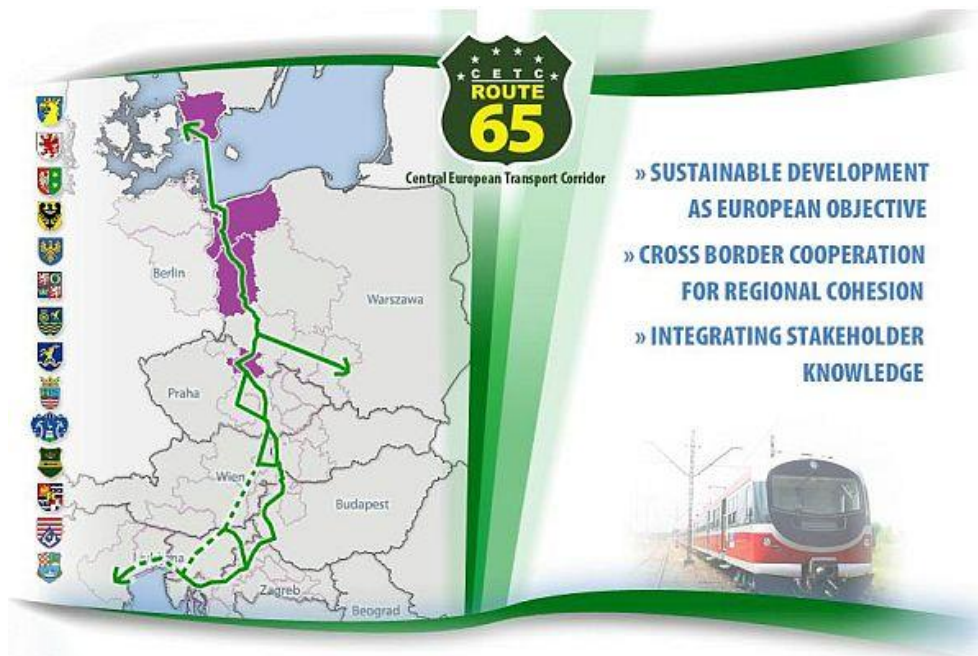 CETC
ROUTE
65
Central European Transport Corridor
» SUSTAINABLE DEVELOPMENT
AS EUROPEAN OBJECTIVE
» CROSS BORDER COOPERATION
FOR REGIONAL COHESION
» INTEGRATING STAKEHOLDER
KNOWLEDGE
Berlin
Warszawa
Praha
Wien
Budapest
Zagreb
Beograd